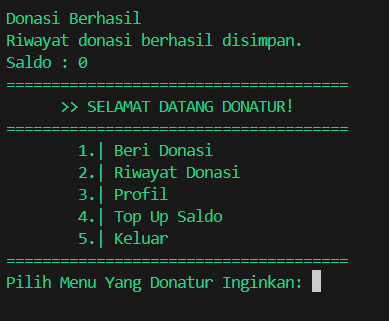 Donasi Berhasil
Riwayat donasi berhasil disimpan.
Saldo : 0
======================================
>> SELAMAT DATANG DONATUR!
======================================
1.| Beri Donasi
2.| Riwayat Donasi
3.| Profil
4.| Top Up Saldo
5.| Keluar
======================================
Pilih Menu Yang Donatur Inginkan: